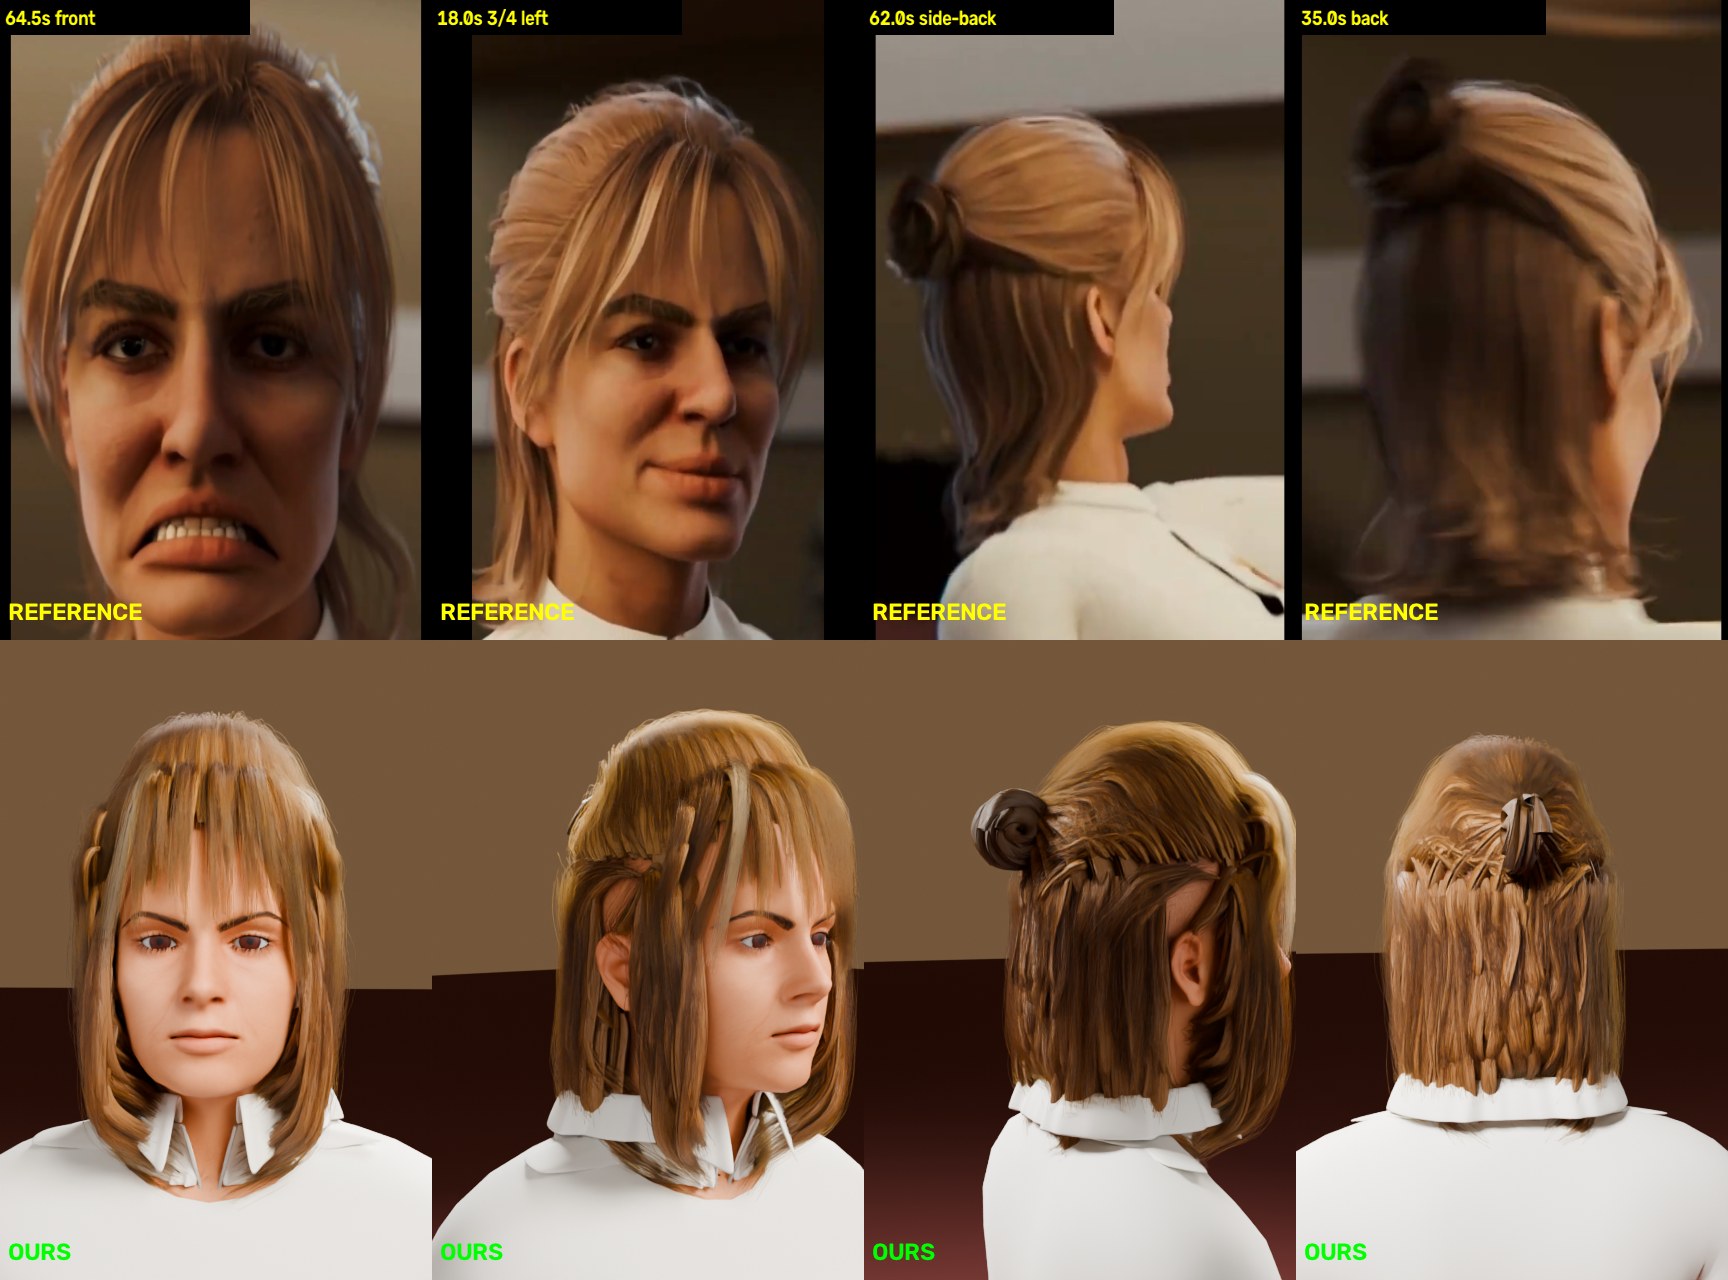 64.5s front
18.0s 3/4 left
62.0s side-back
35.0s back
REFERENCE
REFERENCE
REFERENCE
REFERENCE
OURS
OURS
OURS
OURS